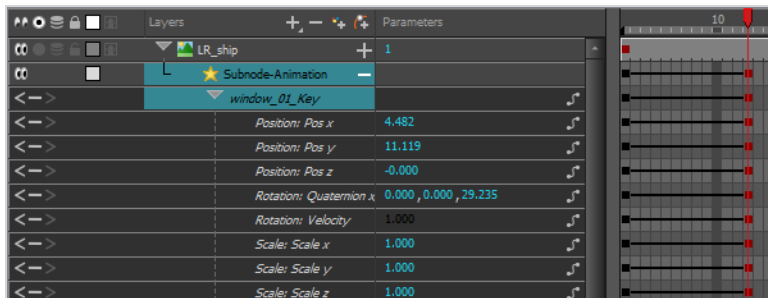 Layers Parameters 10
LR_ship 1
Subnode-Animation
window_01_Key
Position: Pos x 4.482
Position: Pos y 11.119
Position: Pos z -0.000
Rotation: Quaternion x 0.000 , 0.000 , 29.235
Rotation: Velocity 1.000
Scale: Scale x 1.000
Scale: Scale y 1.000
Scale: Scale z 1.000